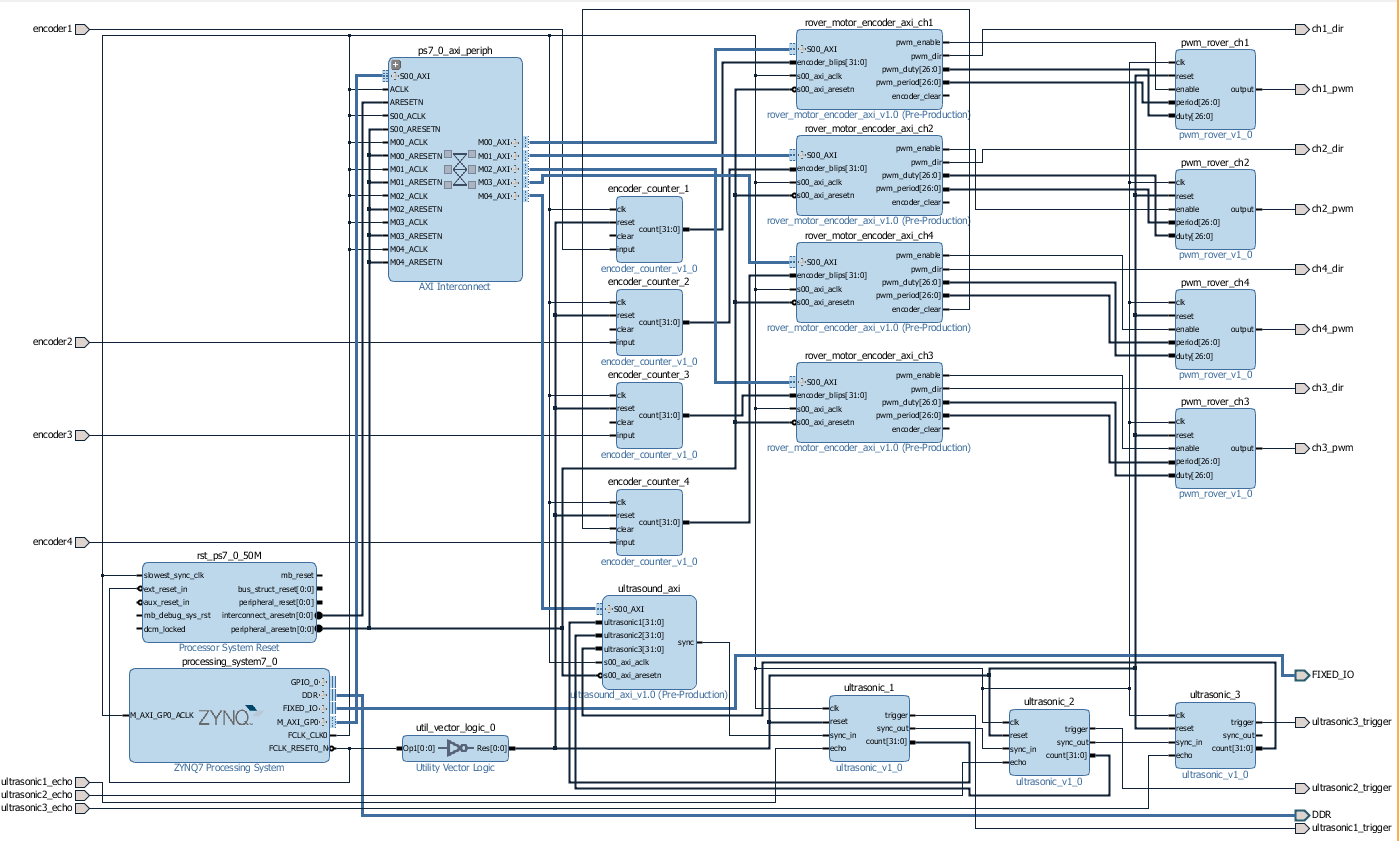 encoder1
encoder2
encoder3
encoder4
ultrasonic1_echo
ultrasonic2_echo
ultrasonic3_echo
ps7_0_axi_periph
S00_AXI
ACLK
ARESETN
S00_ACLK
S00_ARESETN
M00_ACLK
M00_ARESETN
M01_ACLK
M01_ARESETN
M02_ACLK
M02_ARESETN
M03_ACLK
M03_ARESETN
M04_ACLK
M04_ARESETN
M00_AXI
M01_AXI
M02_AXI
M03_AXI
M04_AXI
AXI Interconnect
rst_ps7_0_50M
slowest_sync_clk
ext_reset_in
aux_reset_in
mb_debug_sys_rst
dcm_locked
mb_reset
bus_struct_reset[0:0]
peripheral_reset[0:0]
interconnect_aresetn[0:0]
peripheral_aresetn[0:0]
Processor System Reset
processing_system7_0
M_AXI_GP0_ACLK
ZYNQ
GPIO_0
DDR
FIXED_IO
M_AXI_GP0
FCLK_CLK0
FCLK_RESET0_N
ZYNQ7 Processing System
util_vector_logic_0
Op1[0:0]
Res[0:0]
Utility Vector Logic
encoder_counter_1
clk
reset
clear
input
count[31:0]
encoder_counter_v1_0
encoder_counter_2
clk
reset
clear
input
count[31:0]
encoder_counter_v1_0
encoder_counter_3
clk
reset
clear
input
count[31:0]
encoder_counter_v1_0
encoder_counter_4
clk
reset
clear
input
count[31:0]
encoder_counter_v1_0
ultrasound_axi
S00_AXI
ultrasonic1[31:0]
ultrasonic2[31:0]
ultrasonic3[31:0]
s00_axi_aclk
s00_axi_aresetn
sync
ultrasound_axi_v1.0 (Pre-Production)
rover_motor_encoder_axi_ch1
S00_AXI
encoder_blips[31:0]
s00_axi_aclk
s00_axi_aresetn
pwm_enable
pwm_dir
pwm_duty[26:0]
pwm_period[26:0]
encoder_clear
rover_motor_encoder_axi_v1.0 (Pre-Production)
rover_motor_encoder_axi_ch2
S00_AXI
encoder_blips[31:0]
s00_axi_aclk
s00_axi_aresetn
pwm_enable
pwm_dir
pwm_duty[26:0]
pwm_period[26:0]
encoder_clear
rover_motor_encoder_axi_v1.0 (Pre-Production)
rover_motor_encoder_axi_ch4
S00_AXI
encoder_blips[31:0]
s00_axi_aclk
s00_axi_aresetn
pwm_enable
pwm_dir
pwm_duty[26:0]
pwm_period[26:0]
encoder_clear
rover_motor_encoder_axi_v1.0 (Pre-Production)
rover_motor_encoder_axi_ch3
S00_AXI
encoder_blips[31:0]
s00_axi_aclk
s00_axi_aresetn
pwm_enable
pwm_dir
pwm_duty[26:0]
pwm_period[26:0]
encoder_clear
rover_motor_encoder_axi_v1.0 (Pre-Production)
ultrasonic_1
clk
reset
sync_in
echo
trigger
sync_out
count[31:0]
ultrasonic_v1_0
ultrasonic_2
clk
reset
sync_in
echo
trigger
sync_out
count[31:0]
ultrasonic_v1_0
ultrasonic_3
clk
reset
sync_in
echo
trigger
sync_out
count[31:0]
ultrasonic_v1_0
pwm_rover_ch1
clk
reset
enable
period[26:0]
duty[26:0]
output
pwm_rover_v1_0
pwm_rover_ch2
clk
reset
enable
period[26:0]
duty[26:0]
output
pwm_rover_v1_0
pwm_rover_ch4
clk
reset
enable
period[26:0]
duty[26:0]
output
pwm_rover_v1_0
pwm_rover_ch3
clk
reset
enable
period[26:0]
duty[26:0]
output
pwm_rover_v1_0
ch1_dir
ch1_pwm
ch2_dir
ch2_pwm
ch4_dir
ch4_pwm
ch3_dir
ch3_pwm
FIXED_IO
ultrasonic3_trigger
ultrasonic2_trigger
DDR
ultrasonic1_trigger